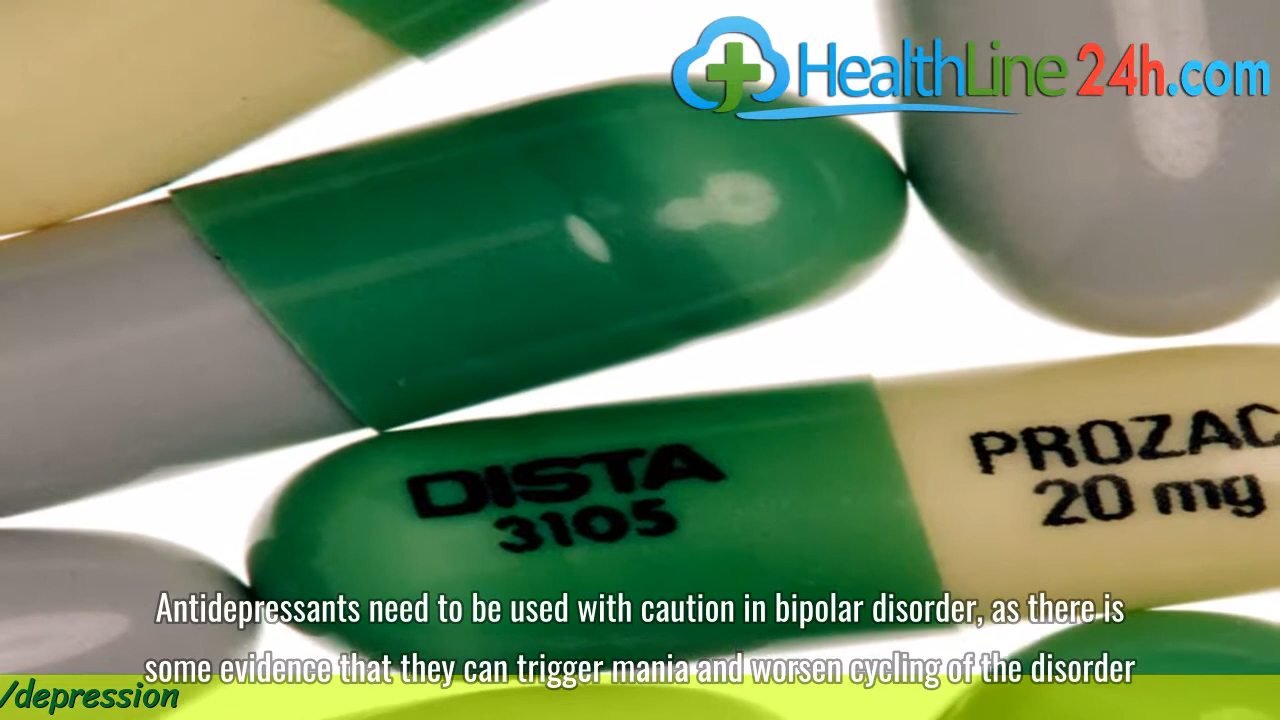 HealthLine24h.com
DISTA
3105
PROZAC
20 mg
Antidepressants need to be used with caution in bipolar disorder, as there is
some evidence that they can trigger mania and worsen cycling of the disorder
/depression